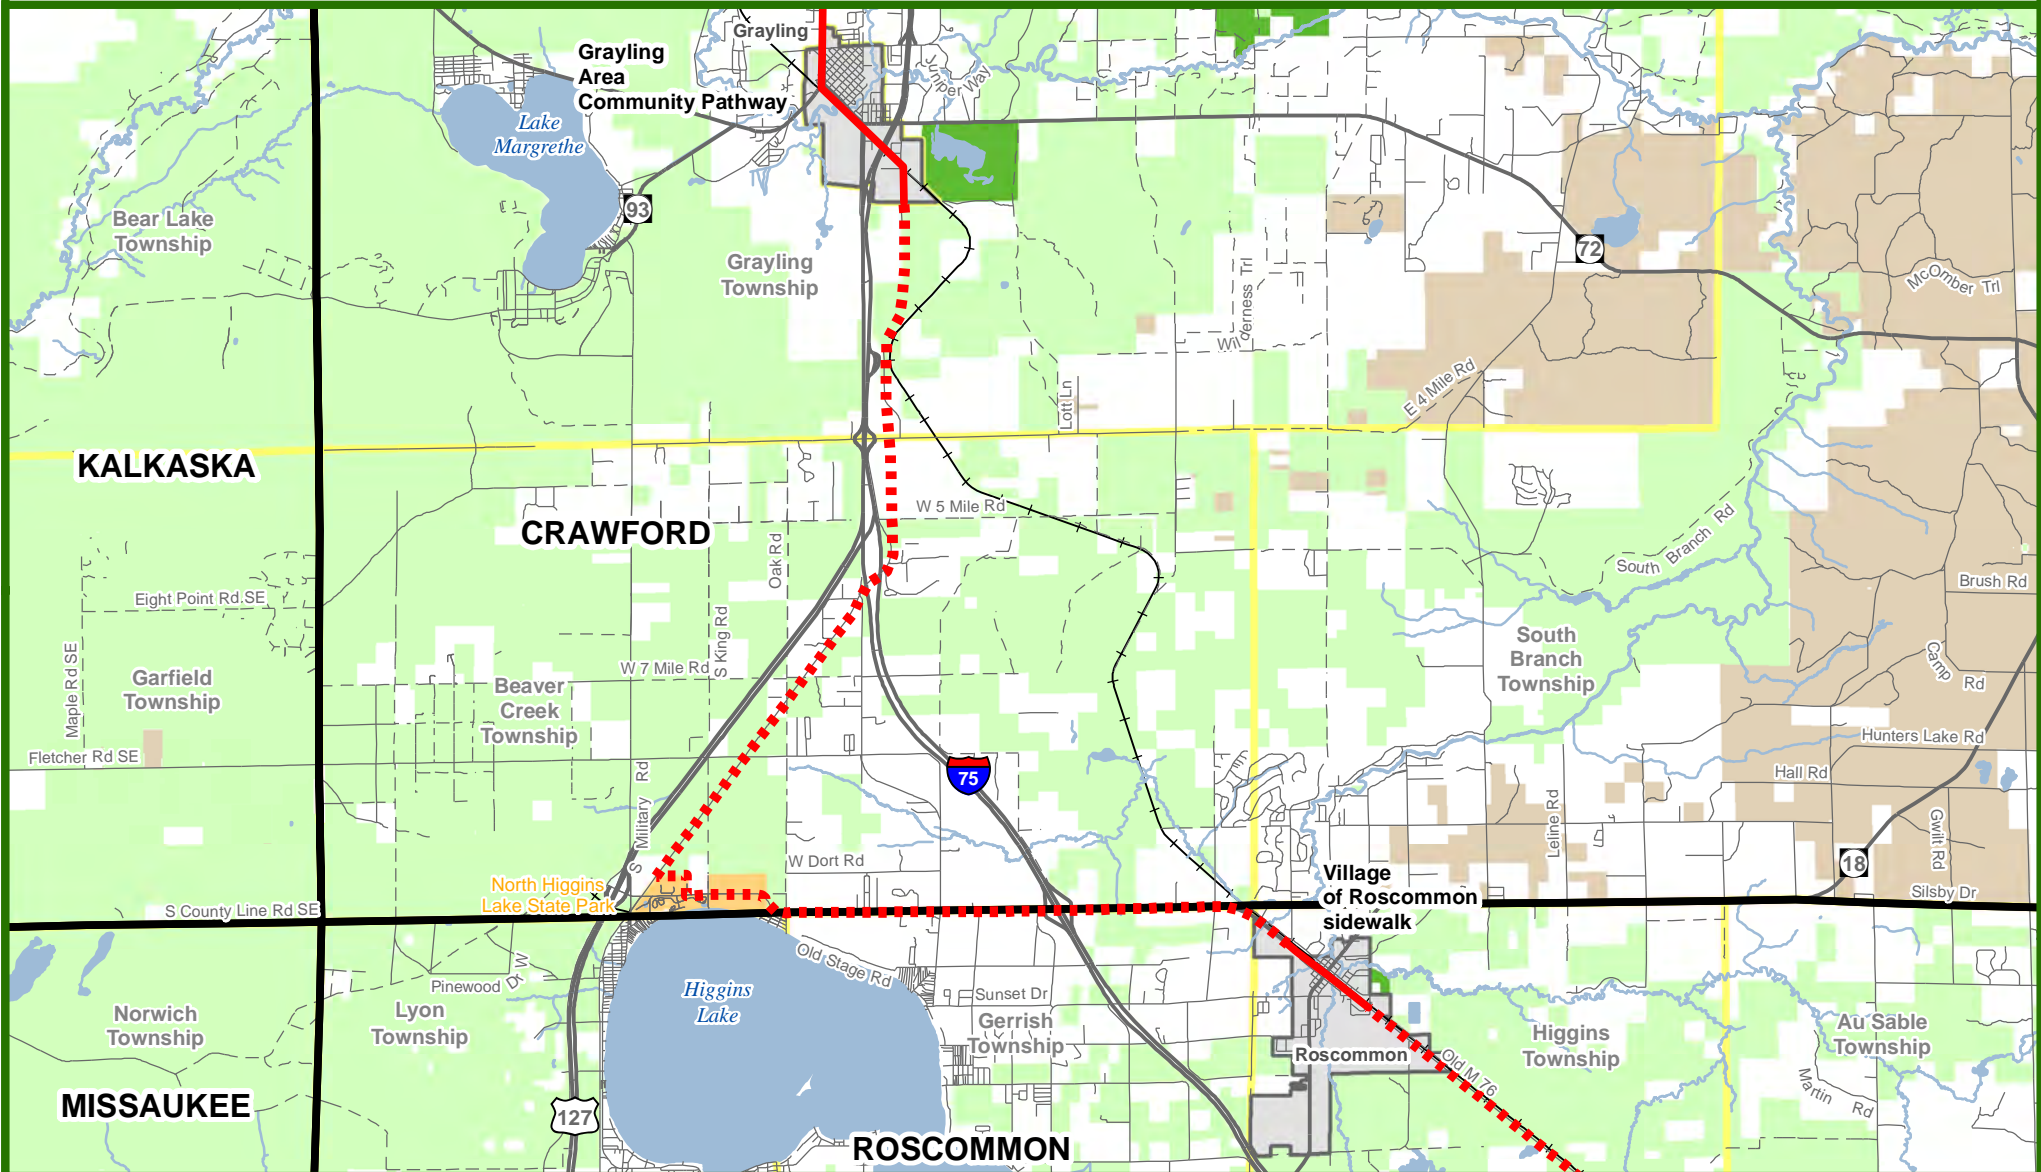 Grayling
Grayling
Area
Community Pathway
Juniper Way
Lake
Margrethe
93
Bear Lake
Township
Grayling
Township
72
McOmber Trl
Wilderness Trl
E 4 Mile Rd
Lott Ln
KALKASKA
CRAWFORD
W 5 Mile Rd
Oak Rd
South Branch Rd
Brush Rd
Eight Point Rd SE
S King Rd
Maple Rd SE
W 7 Mile Rd
South
Branch
Township
Camp Rd
Garfield
Township
Beaver
Creek
Township
Fletcher Rd SE
Hunters Lake Rd
Hall Rd
75
S Military Rd
Leline Rd
Gwill Rd
W Dort Rd
18
Village
of Roscommon
sidewalk
North Higgins
Lake State Park
Silsby Dr
S County Line Rd SE
Old Stage Rd
Pinewood Dr W
Higgins
Lake
Sunset Dr
Norwich
Township
Lyon
Township
Gerrish
Township
Higgins
Township
Au Sable
Township
Roscommon
Old M 76
Martin Rd
MISSAUKEE
127
ROSCOMMON